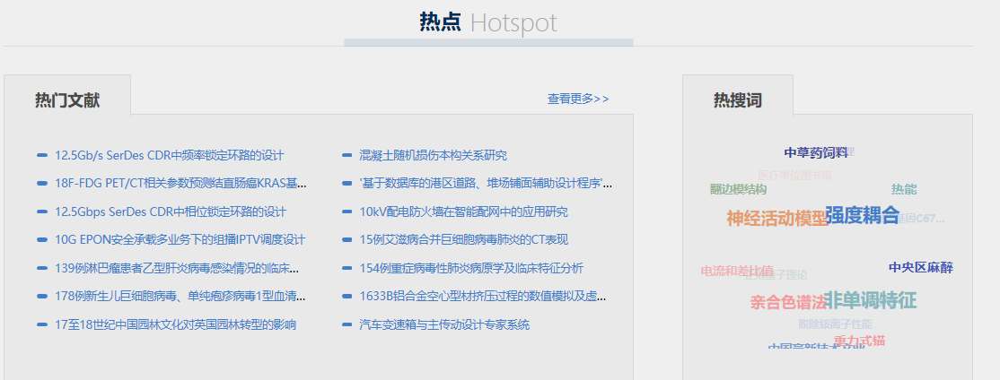 热点 Hotspot
热门文献
查看更多>>
12.5Gb/s SerDes CDR中频率锁定环路的设计
18F-FDG PET/CT相关参数预测结直肠癌KRAS基...
12.5Gbps SerDes CDR中相位锁定环路的设计
10G EPON安全承载多业务下的组播IPTV调度设计
139例淋巴瘤患者乙型肝炎病毒感染情况的临床...
178例新生儿巨细胞病毒、单纯疱疹病毒1型血清...
17至18世纪中国园林文化对英国园林转型的影响
混凝土随机损伤本构关系研究
'基于数据库的港区道路、堆场铺面辅助设计程序'...
10kV配电防火墙在智能配网中的应用研究
15例艾滋病合并巨细胞病毒肺炎的CT表现
154例重症病毒性肺炎病原学及临床特征分析
1633B铝合金空心型材挤压过程的数值模拟及虚...
汽车变速箱与主传动设计专家系统
热搜词
中草药饲料
医疗单位图书馆
翻边模结构
热能
神经活动模型
强度耦合
基因C67...
电流和差比值
中央区麻醉
亲合色谱法
非单调特征
脱除铵离子性能
重力式锚